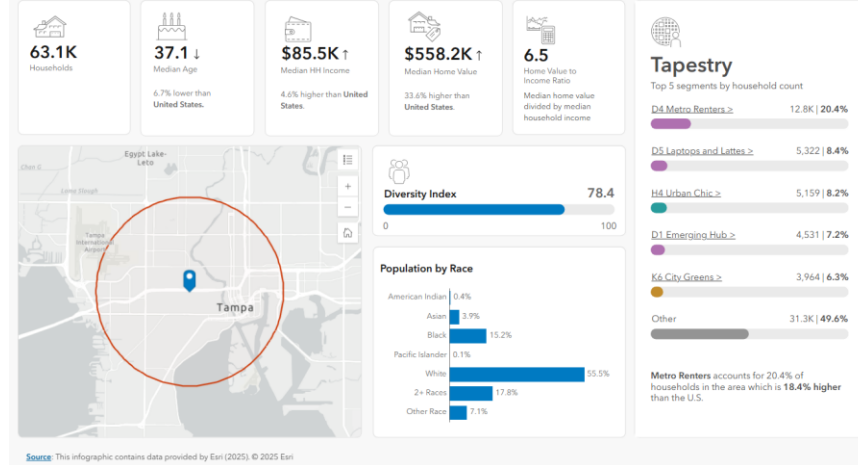 63.1K
Households
37.1 ↓
Median Age
6.7% lower than
United States.
$85.5K ↑
Median HH Income
4.6% higher than United
States.
$558.2K ↑
Median Home Value
33.6% higher than
United States.
6.5
Home Value to
Income Ratio
Median home value
divided by median
household income
Tapestry
Top 5 segments by household count
D4 Metro Renters >
12.8K | 20.4%
D5 Laptops and Lattes >
5,322 | 8.4%
H4 Urban Chic >
5,159 | 8.2%
D1 Emerging Hub >
4,531 | 7.2%
K6 City Greens >
3,964 | 6.3%
Other
31.3K | 49.6%
Metro Renters accounts for 20.4% of
households in the area which is 18.4% higher
than the U.S.
Egypt Lake-
Leto
Tampa
International
Airport
Tampa
+
−
Diversity Index
78.4
0
100
Population by Race
American Indian 0.4%
Asian 3.9%
Black 15.2%
Pacific Islander 0.1%
White 55.5%
2+ Races 17.8%
Other Race 7.1%
Source: This infographic contains data provided by Esri (2025). © 2025 Esri